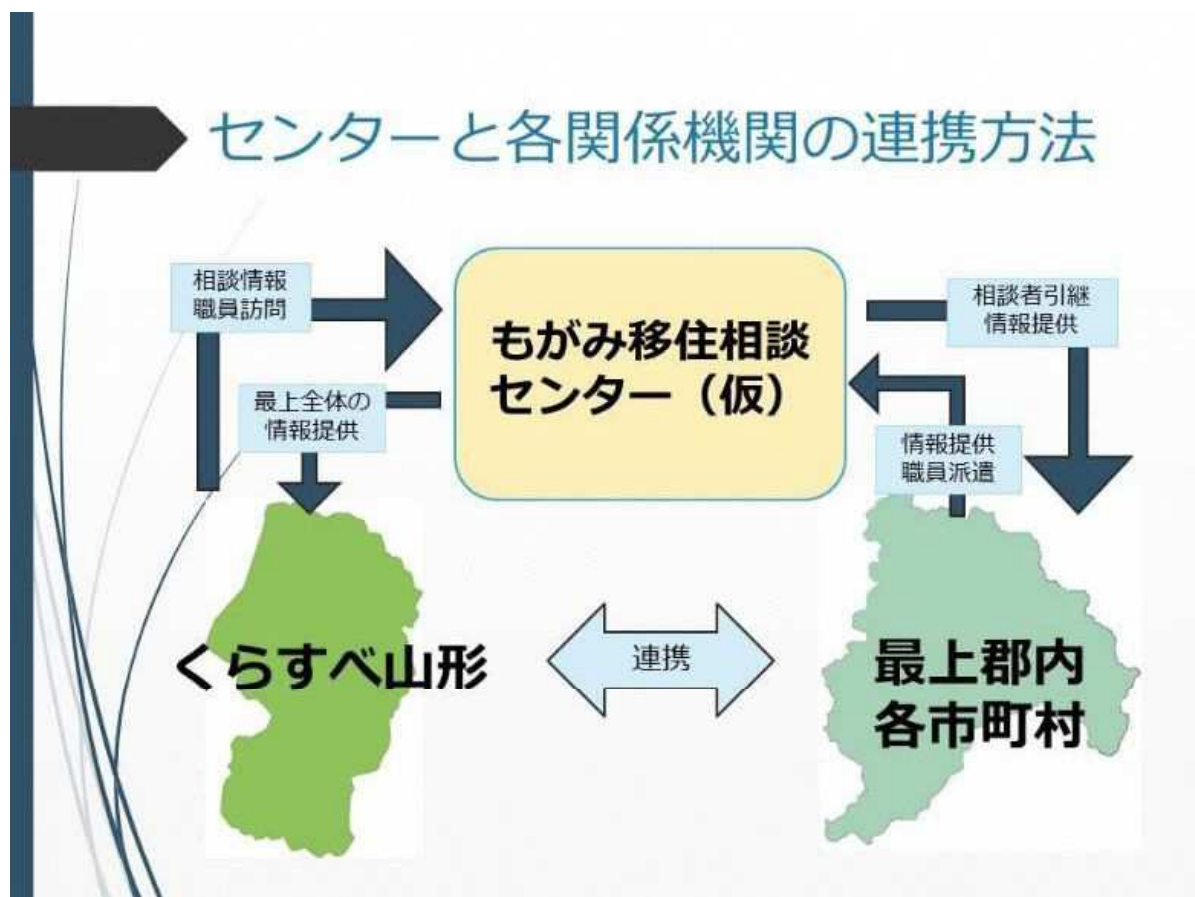 センターと各関係機関の連携方法
相談情報
職員訪問
最上全体の
情報提供
もがみ移住相談
センター（仮）
相談者引継
情報提供
情報提供
職員派遣
くらすべ山形
連携
最上郡内
各市町村